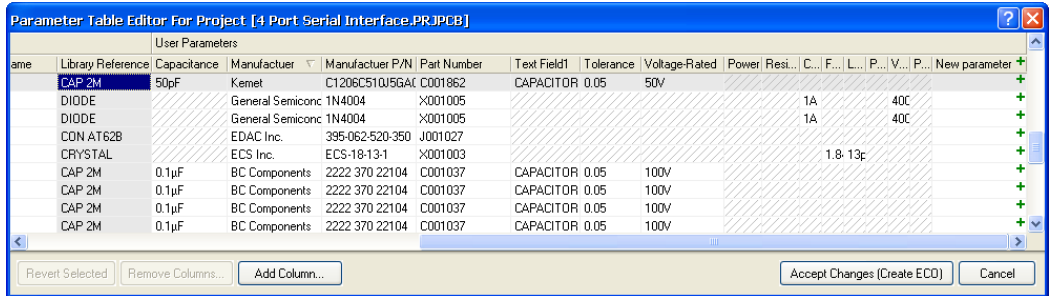 Parameter Table Editor For Project [4 Port Serial Interface.PRJPCB]
User Parameters
ame Library Reference Capacitance Manufactuer Manufactuer P/N Part Number Text Field1 Tolerance Voltage-Rated Power Resi... C... F... L... P... V... P... New parameter
CAP 2M 50pF Kemet C1206C510J5GAC C001862 CAPACITOR 0.05 50V
DIODE General Semiconc 1N4004 X001005 1A 400
DIODE General Semiconc 1N4004 X001005 1A 400
CON AT62B EDAC Inc. 395-062-520-350 J001027
CRYSTAL ECS Inc. ECS-18-13-1 X001003 1.8 13p
CAP 2M 0.1µF BC Components 2222 370 22104 C001037 CAPACITOR 0.05 100V
CAP 2M 0.1µF BC Components 2222 370 22104 C001037 CAPACITOR 0.05 100V
CAP 2M 0.1µF BC Components 2222 370 22104 C001037 CAPACITOR 0.05 100V
CAP 2M 0.1µF BC Components 2222 370 22104 C001037 CAPACITOR 0.05 100V
Revert Selected Remove Columns... Add Column... Accept Changes (Create ECO) Cancel